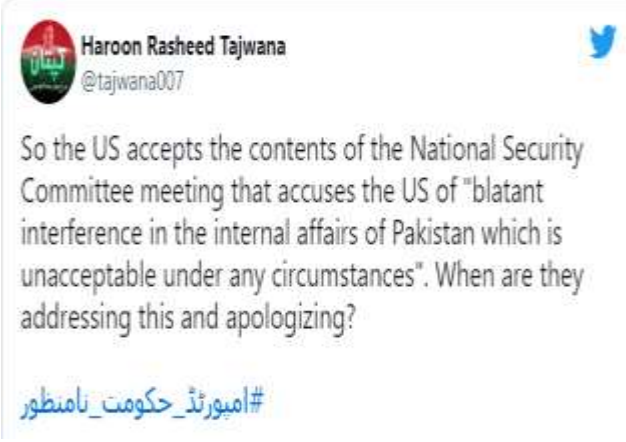 کپتان
Haroon Rasheed Tajwana
@tajwana007
So the US accepts the contents of the National Security
Committee meeting that accuses the US of "blatant
interference in the internal affairs of Pakistan which is
unacceptable under any circumstances". When are they
addressing this and apologizing?
#امپورٹڈ_حکومت_نامنظور